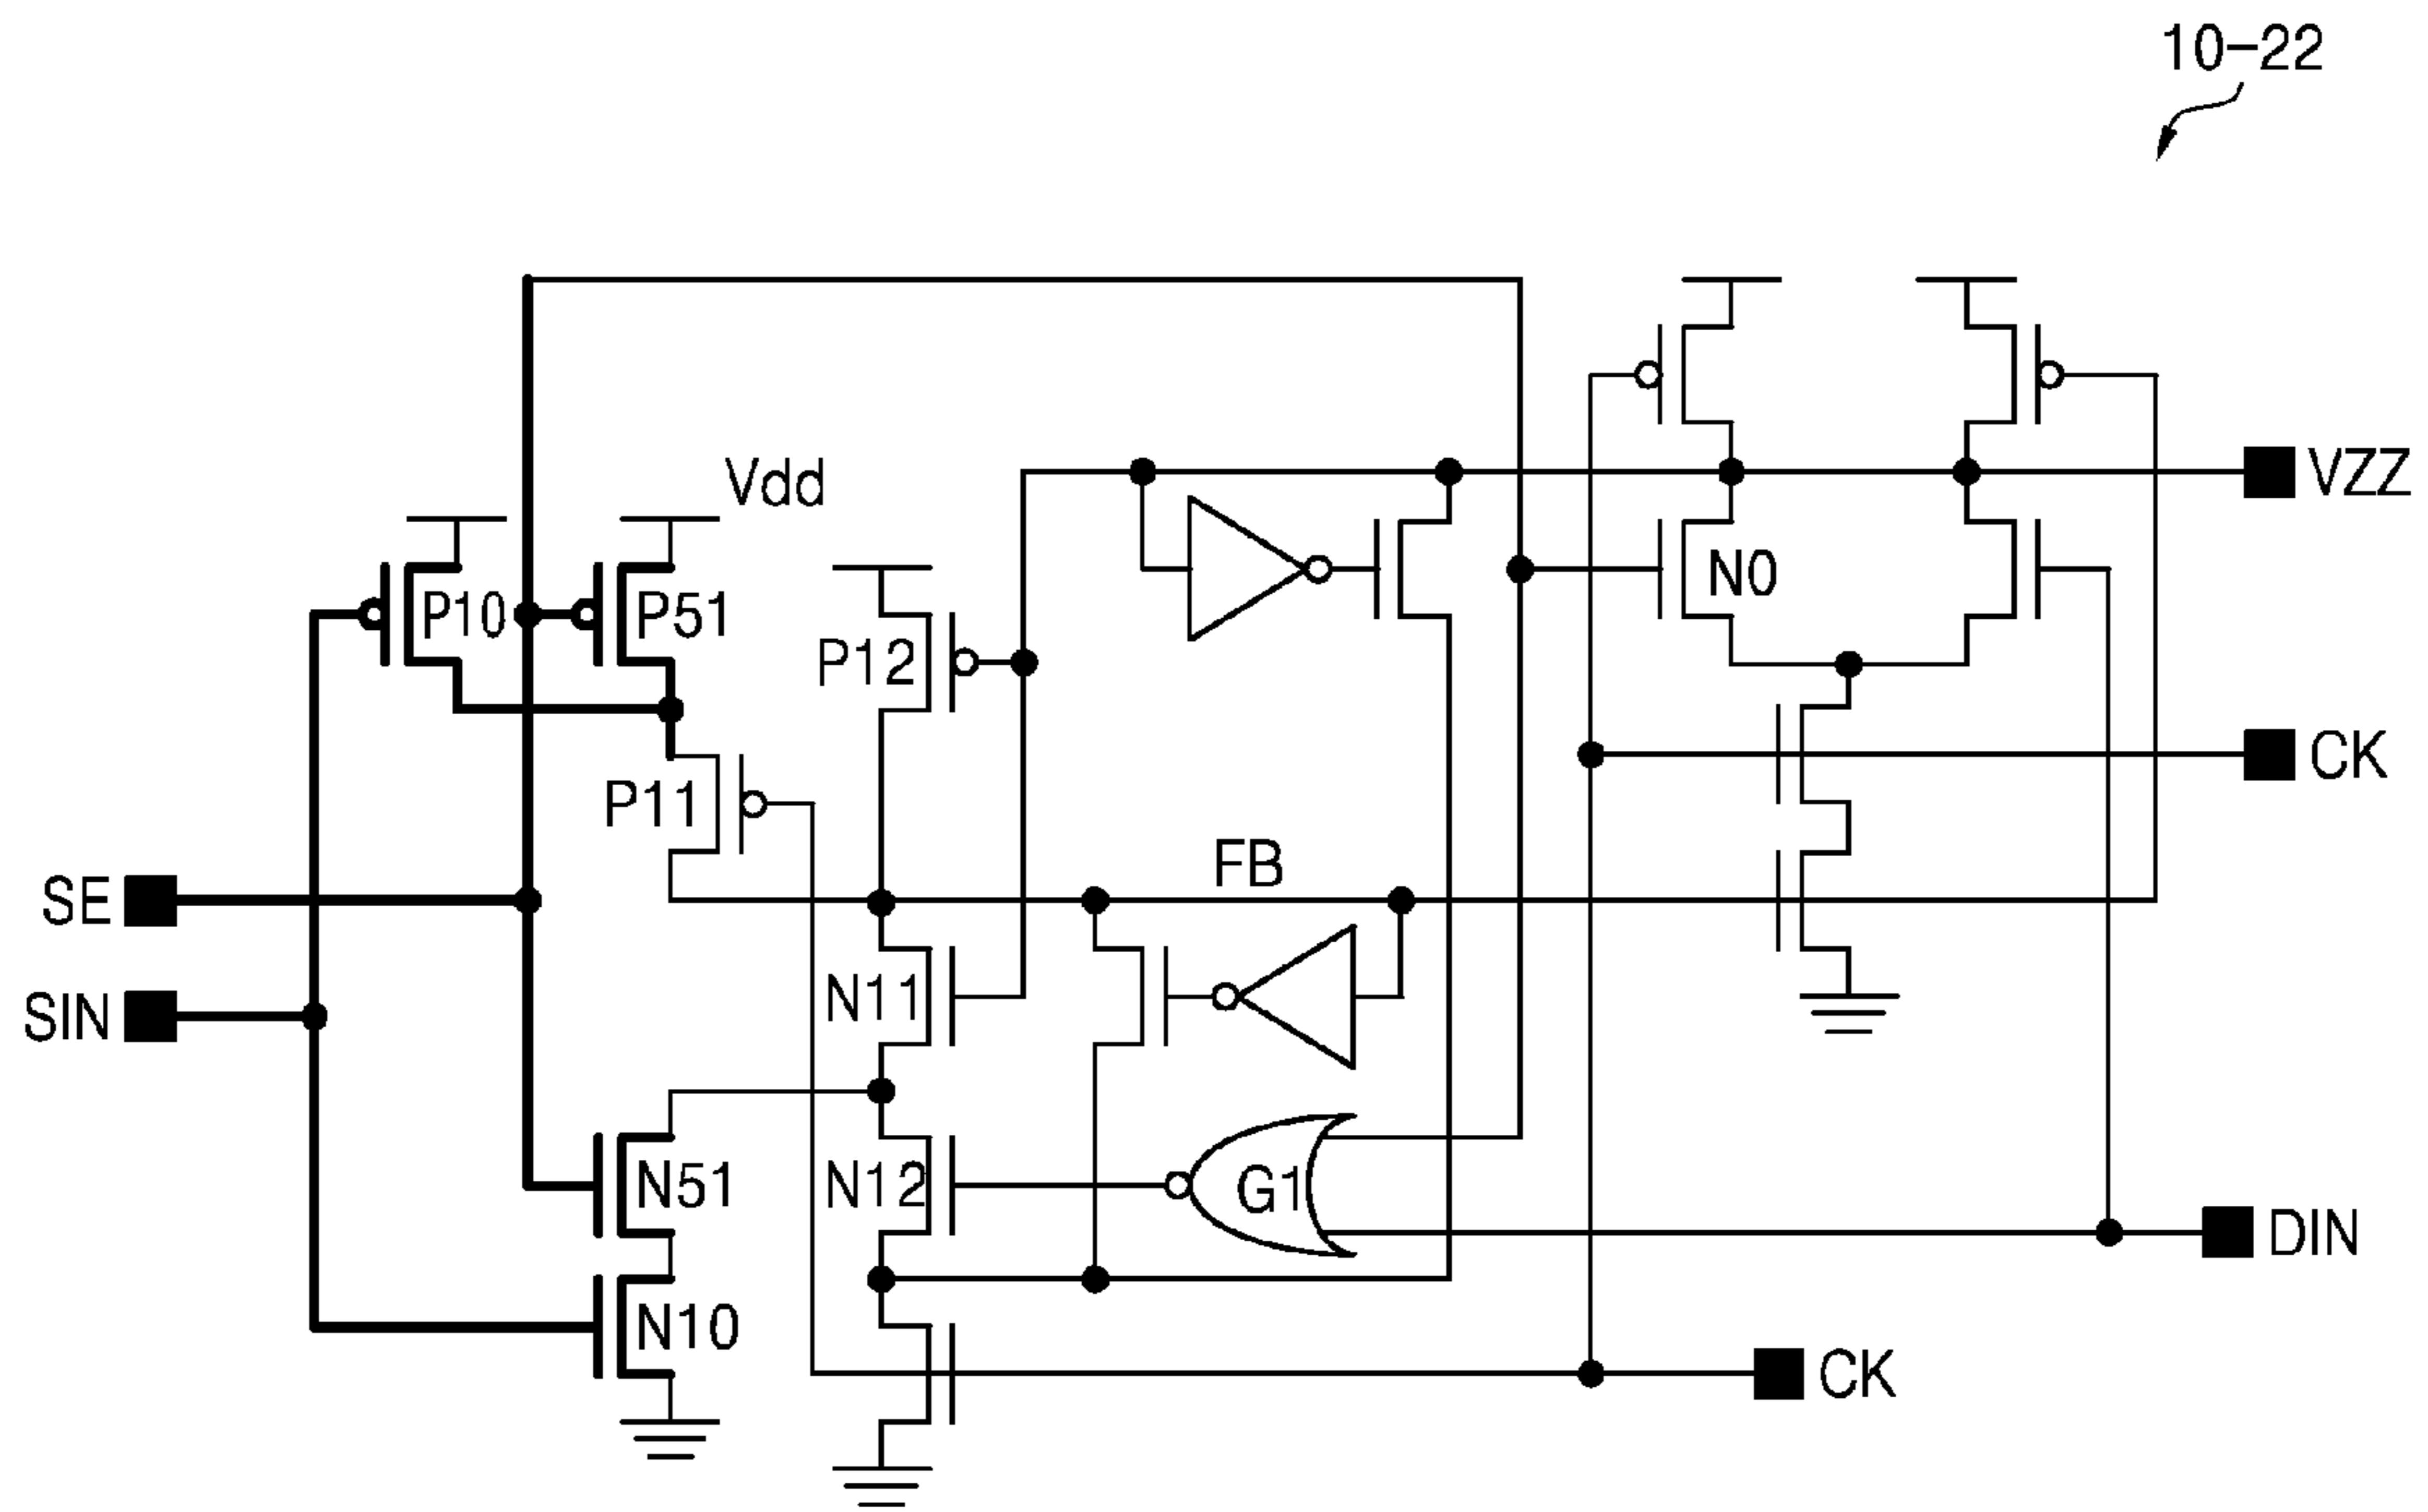 10-22
Vdd
VZZ
P10
P51
N0
P12
CK
P11
FB
SE
SIN
N11
N51
N12
G1
DIN
N10
CK